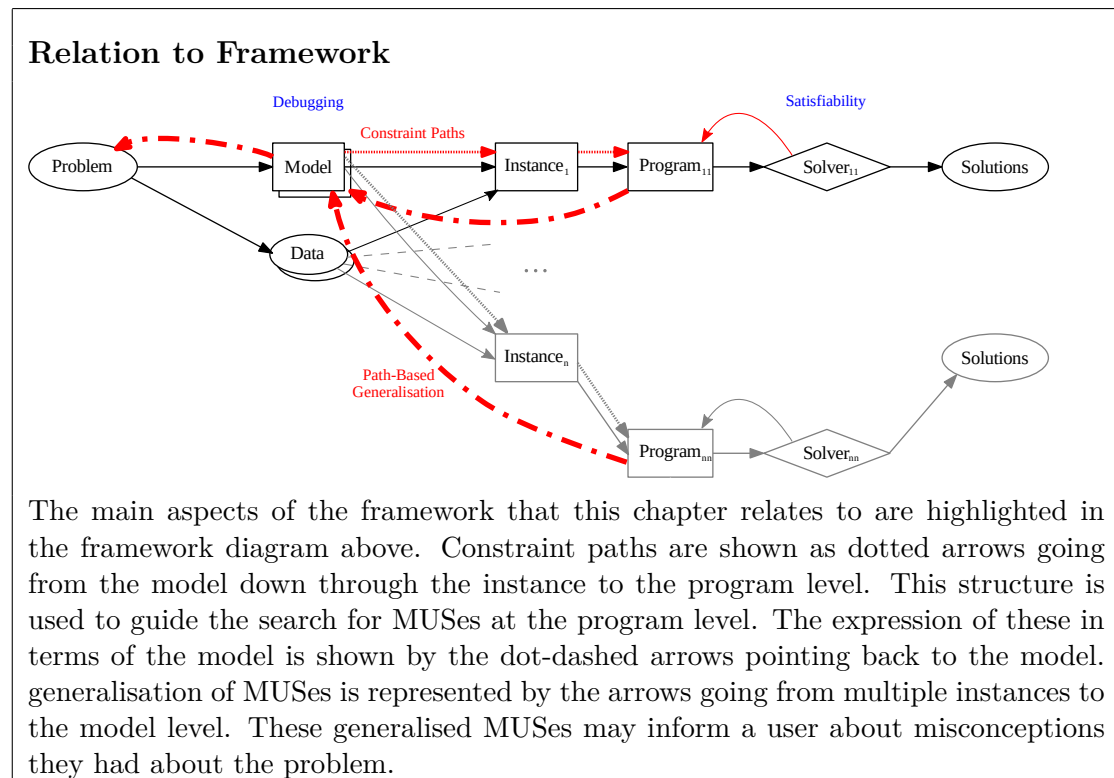 Relation to Framework
Debugging
Satisfiability
Constraint Paths
Problem
Model
Instance₁
Program₁₁
Solver₁₁
Solutions
Data
...
Instanceₙ
Solutions
Path-Based
Generalisation
Programₙₙ
Solverₙₙ
The main aspects of the framework that this chapter relates to are highlighted in
the framework diagram above. Constraint paths are shown as dotted arrows going
from the model down through the instance to the program level. This structure is
used to guide the search for MUSes at the program level. The expression of these in
terms of the model is shown by the dot-dashed arrows pointing back to the model.
generalisation of MUSes is represented by the arrows going from multiple instances to
the model level. These generalised MUSes may inform a user about misconceptions
they had about the problem.